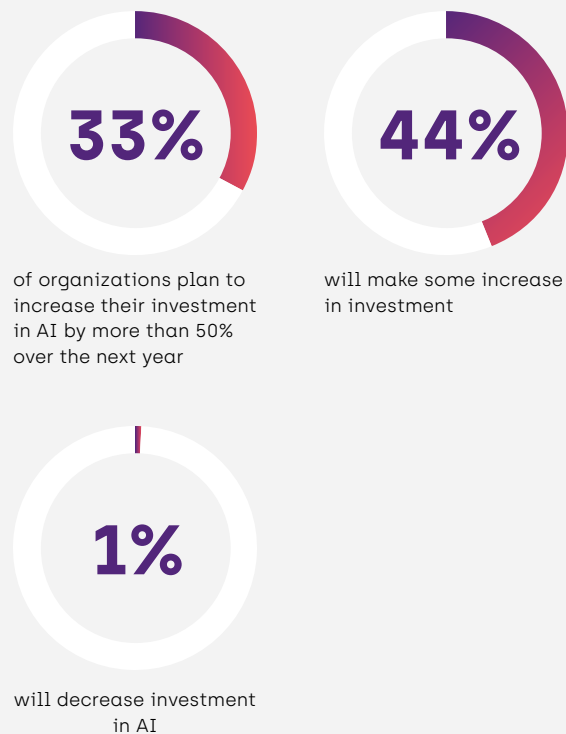 33%
of organizations plan to
increase their investment
in AI by more than 50%
over the next year
44%
will make some increase
in investment
1%
will decrease investment
in AI